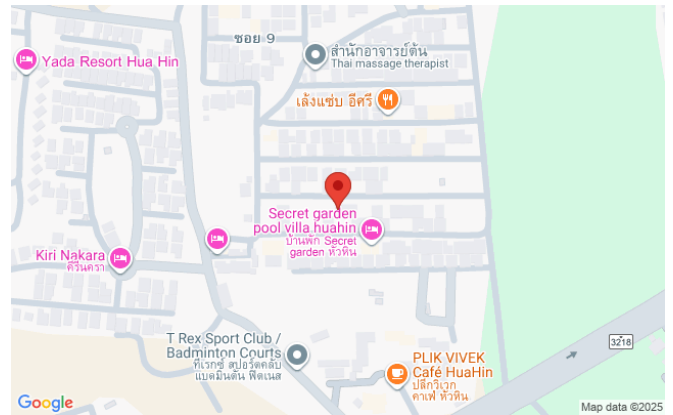 ซอย 9
สำนักอาจารย์ต้น
Thai massage therapist
Yada Resort Hua Hin
เล้งแซ่บ อีศรี
Secret garden
pool villa huahin
บ้านพัก Secret
garden หัวหิน
Kiri Nakara
คีรีนครา
T Rex Sport Club /
Badminton Courts
ทีเรกซ์ สปอร์ตคลับ
แบดมินตัน ฟิตเนส
3218
PLIK VIVEK
Café HuaHin
ปลีกวิเวก
คาเฟ่ หัวหิน
Google
Map data ©2025